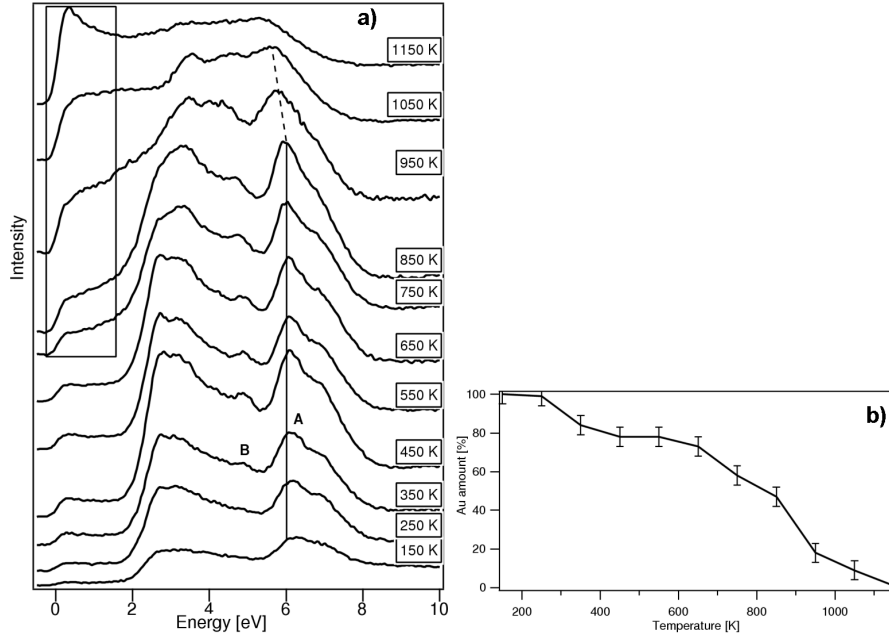 a)
1150 K
1050 K
950 K
850 K
750 K
650 K
550 K
450 K
350 K
250 K
150 K
A
B
Intensity
0 2 4 6 8 10
Energy [eV]
b)
100
80
60
40
20
0
Au amount [%]
200 400 600 800 1000
Temperature [K]